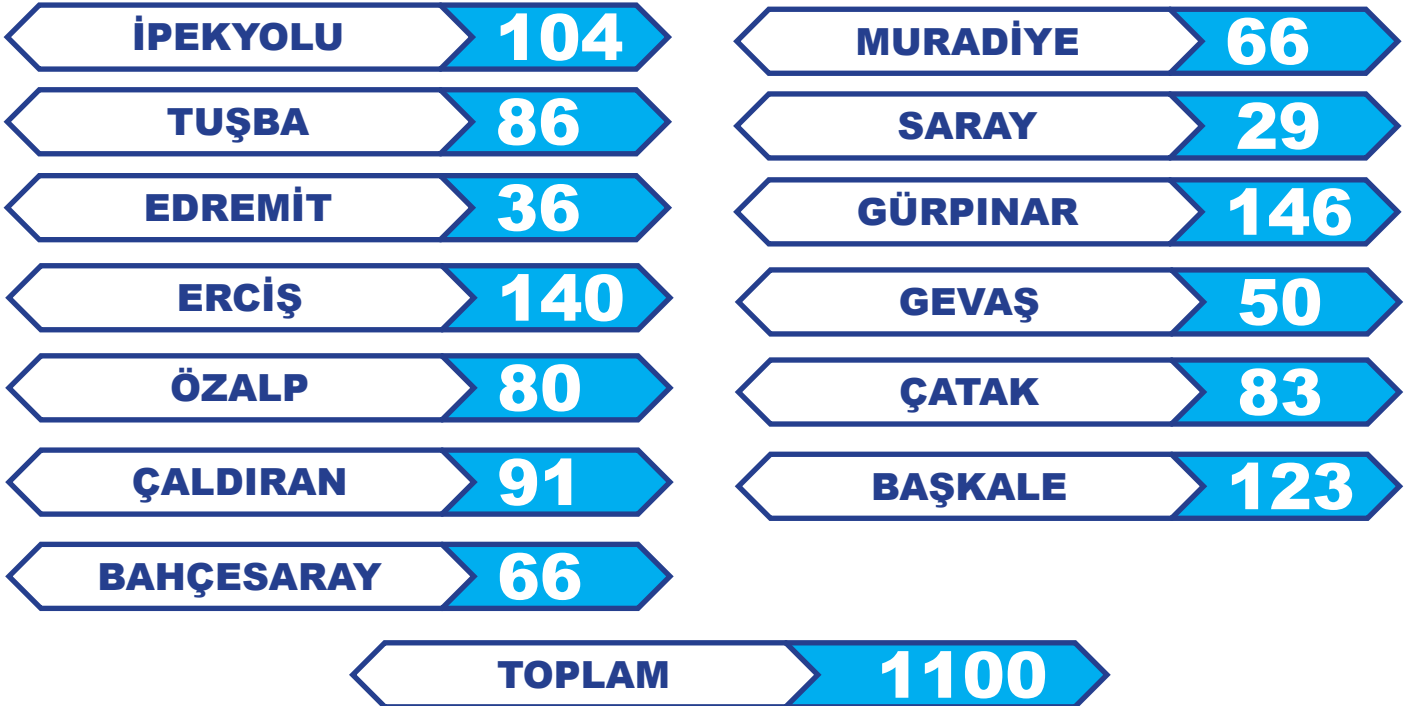 İPEKYOLU 104
TUŞBA 86
EDREMİT 36
ERCİŞ 140
ÖZALP 80
ÇALDIRAN 91
BAHÇESARAY 66
MURADİYE 66
SARAY 29
GÜRPINAR 146
GEVAŞ 50
ÇATAK 83
BAŞKALE 123
TOPLAM 1100